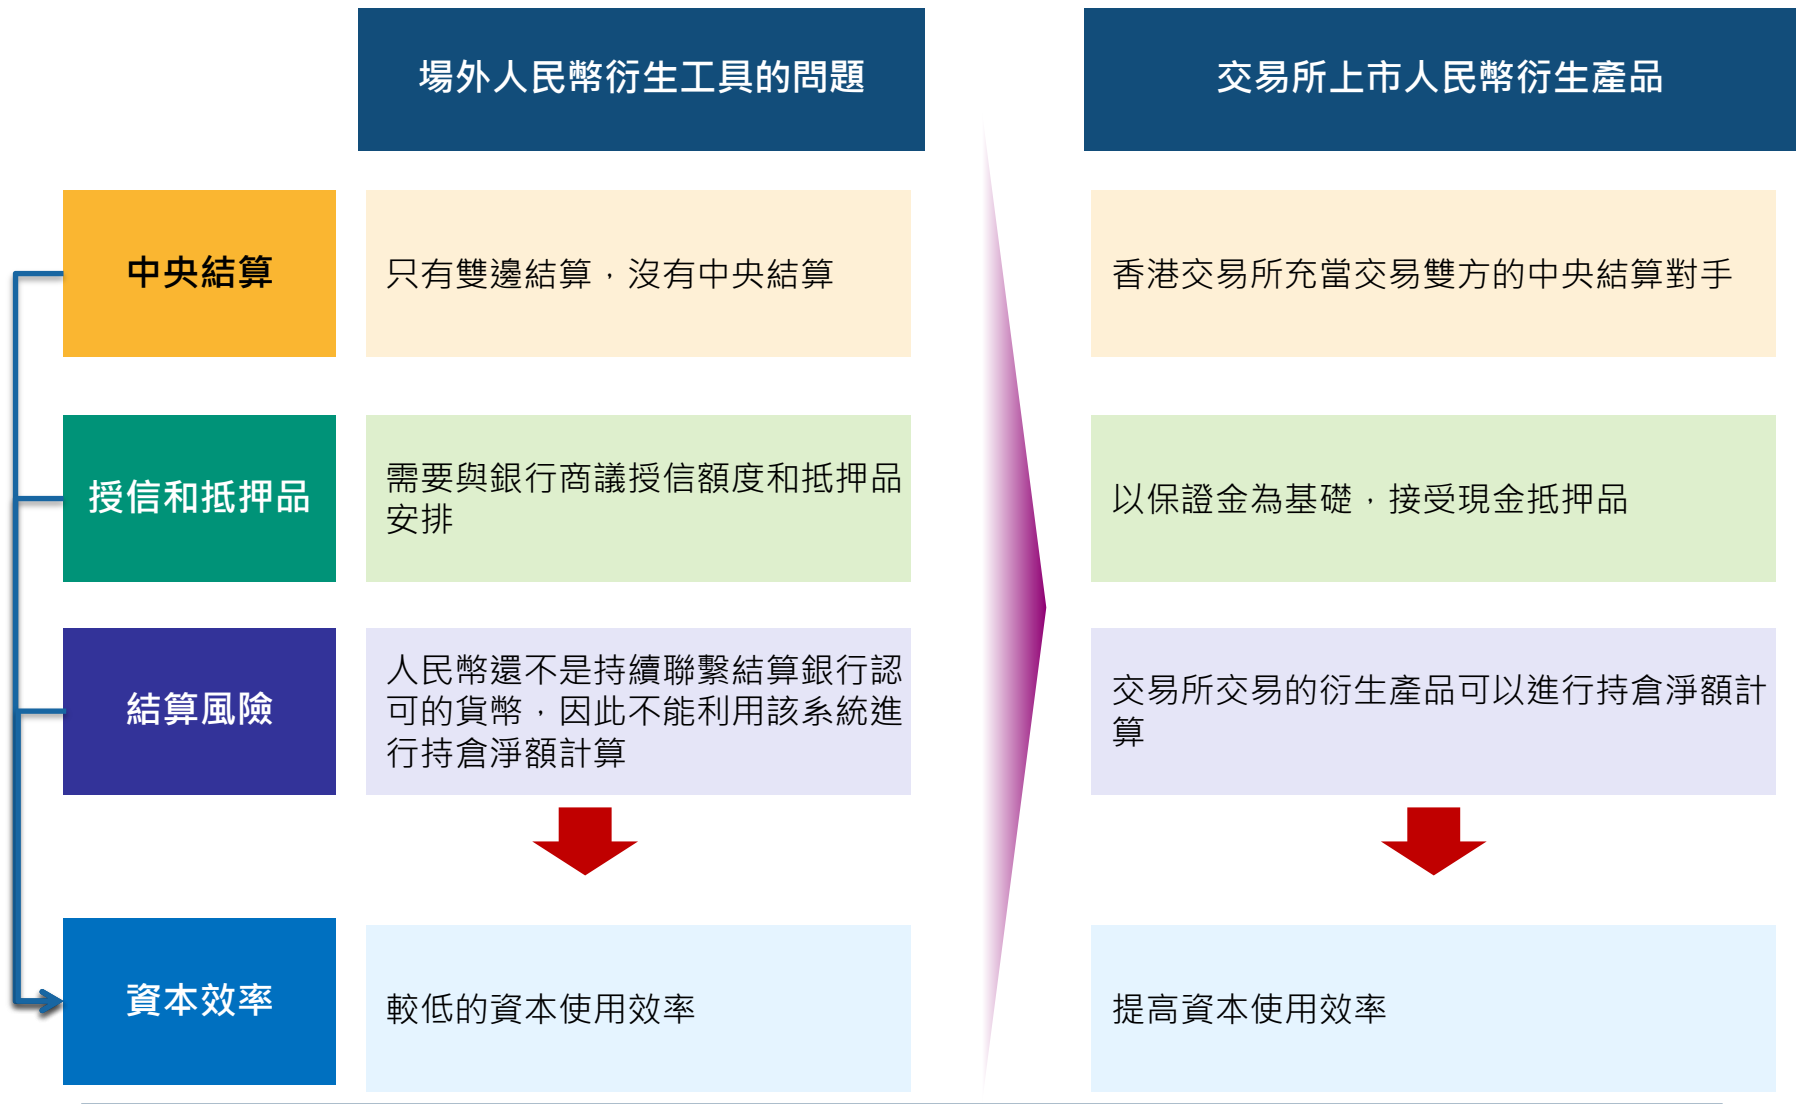 場外人民幣衍生工具的問題
交易所上市人民幣衍生產品
中央結算
只有雙邊結算，沒有中央結算
香港交易所充當交易雙方的中央結算對手
授信和抵押品
需要與銀行商議授信額度和抵押品
安排
以保證金為基礎，接受現金抵押品
結算風險
人民幣還不是持續聯繫結算銀行認
可的貨幣，因此不能利用該系統進
行持倉淨額計算
交易所交易的衍生產品可以進行持倉淨額計
算
資本效率
較低的資本使用效率
提高資本使用效率